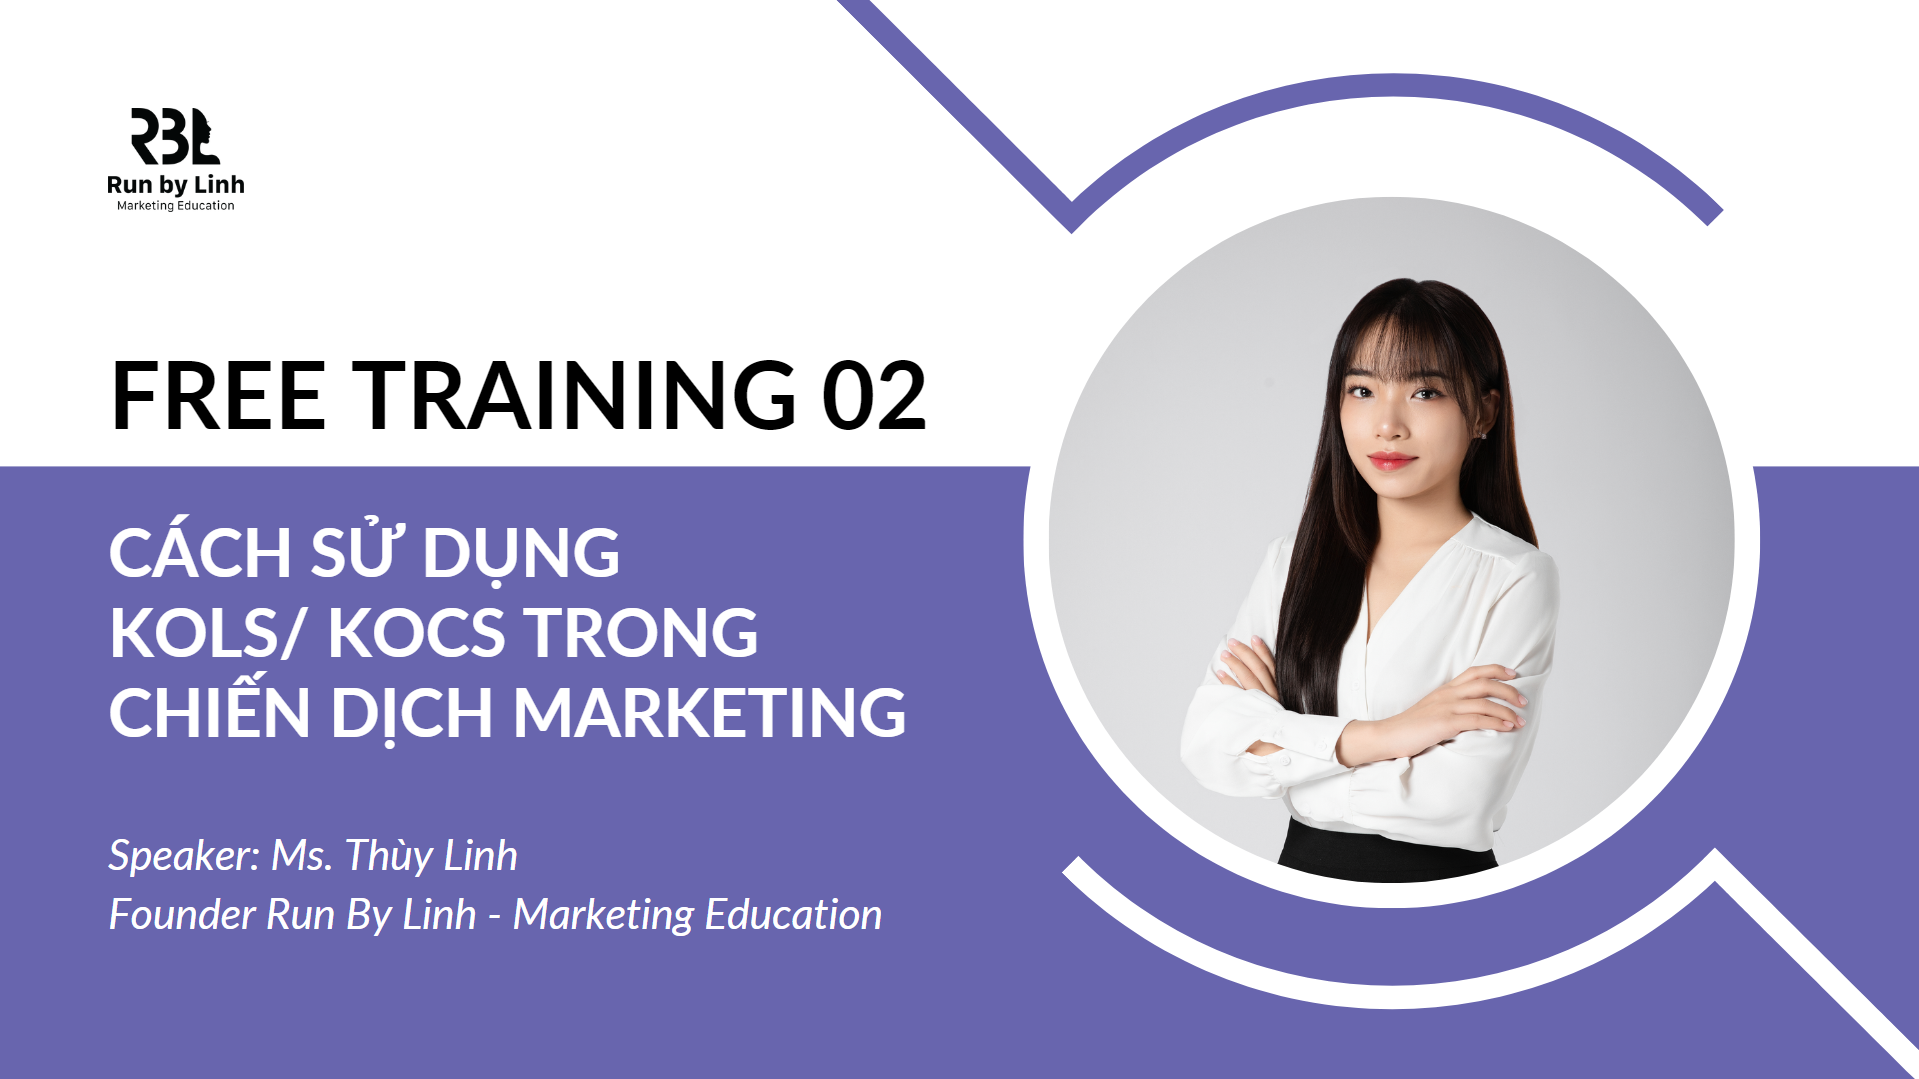 RBL
Run by Linh
Marketing Education
FREE TRAINING 02
CÁCH SỬ DỤNG
KOLS/ KOCS TRONG
CHIẾN DỊCH MARKETING
Speaker: Ms. Thùy Linh
Founder Run By Linh - Marketing Education